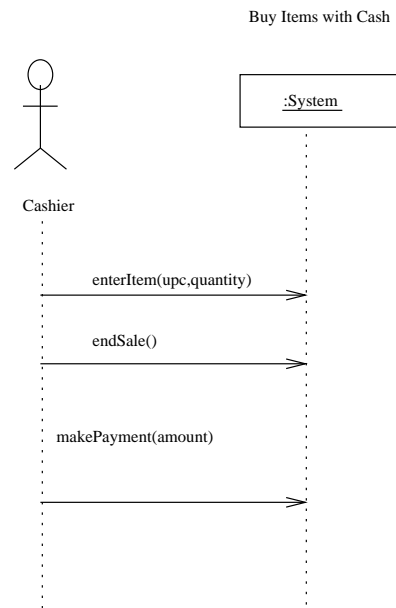 Buy Items with Cash
:System
Cashier
enterItem(upc,quantity)
endSale()
makePayment(amount)